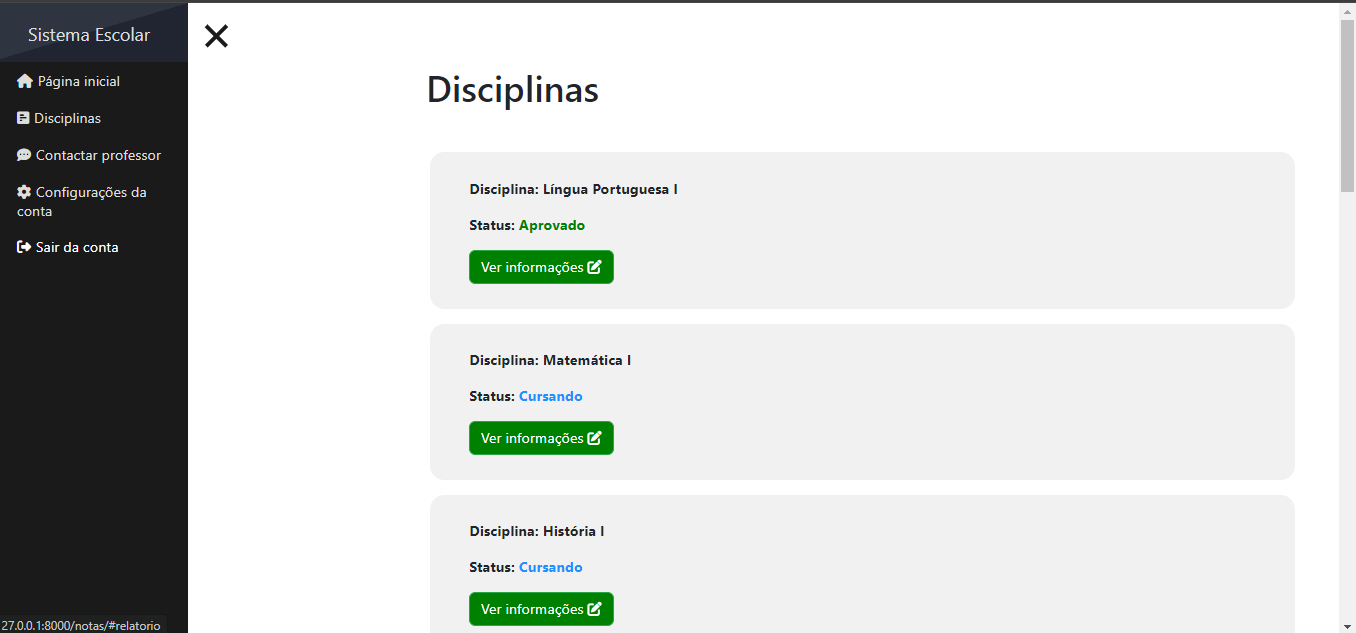 Sistema Escolar
Página inicial
Disciplinas
Contactar professor
Configurações da
conta
Sair da conta
Disciplinas
Disciplina: Língua Portuguesa I
Status: Aprovado
Ver informações
Disciplina: Matemática I
Status: Cursando
Ver informações
Disciplina: História I
Status: Cursando
Ver informações
27.0.0.1:8000/notas/#relatorio